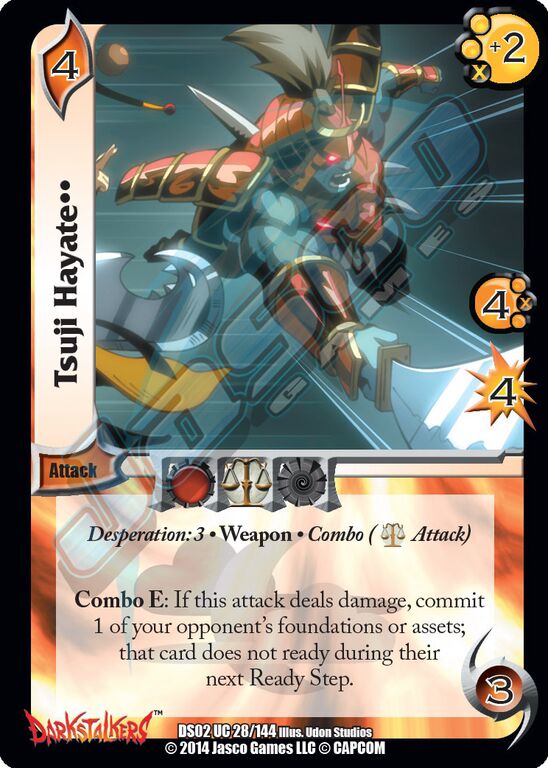 4
+2
X
Tsuji Hayate••
4 X
4
Attack
Desperation: 3 • Weapon • Combo ( Attack)
Combo E: If this attack deals damage, commit
1 of your opponent's foundations or assets;
that card does not ready during their
next Ready Step.
3
DARKSTALKERS™
DS02 UC 28/144 Illus. Udon Studios
© 2014 Jasco Games LLC © CAPCOM